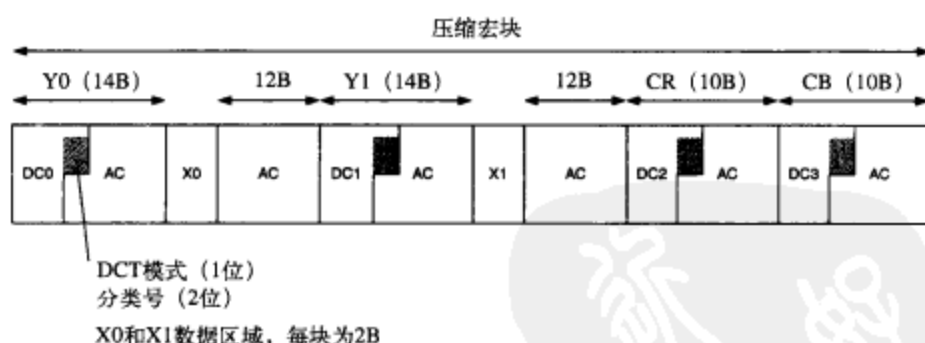 压缩宏块
Y0（14B） 12B Y1（14B） 12B CR（10B） CB（10B）
DC0 AC X0 AC DC1 AC X1 AC DC2 AC DC3 AC
DCT模式（1位）
分类号（2位）
X0和X1数据区域，每块为2B